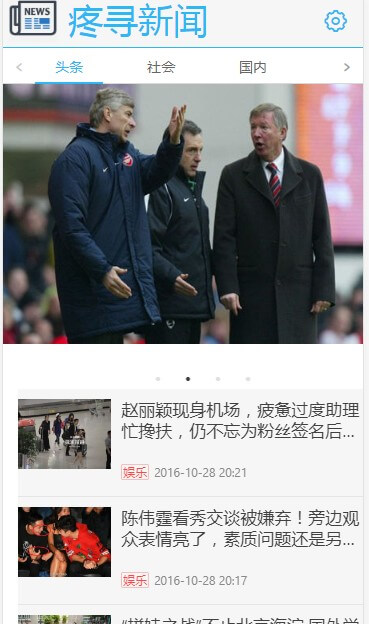 NEWS
疼寻新闻
头条 社会 国内
赵丽颖现身机场，疲惫过度助理
忙搀扶，仍不忘为粉丝签名后...
娱乐 2016-10-28 20:21
陈伟霆看秀交谈被嫌弃！旁边观
众表情亮了，素质问题还是另...
娱乐 2016-10-28 20:17